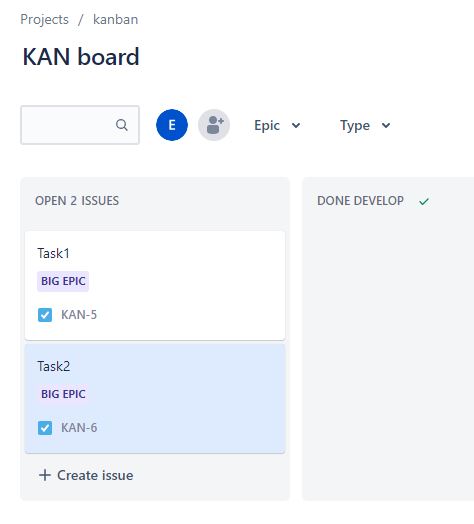 Projects / kanban
KAN board
E Epic Type
OPEN 2 ISSUES
Task1
BIG EPIC
KAN-5
Task2
BIG EPIC
KAN-6
+ Create issue
DONE DEVELOP